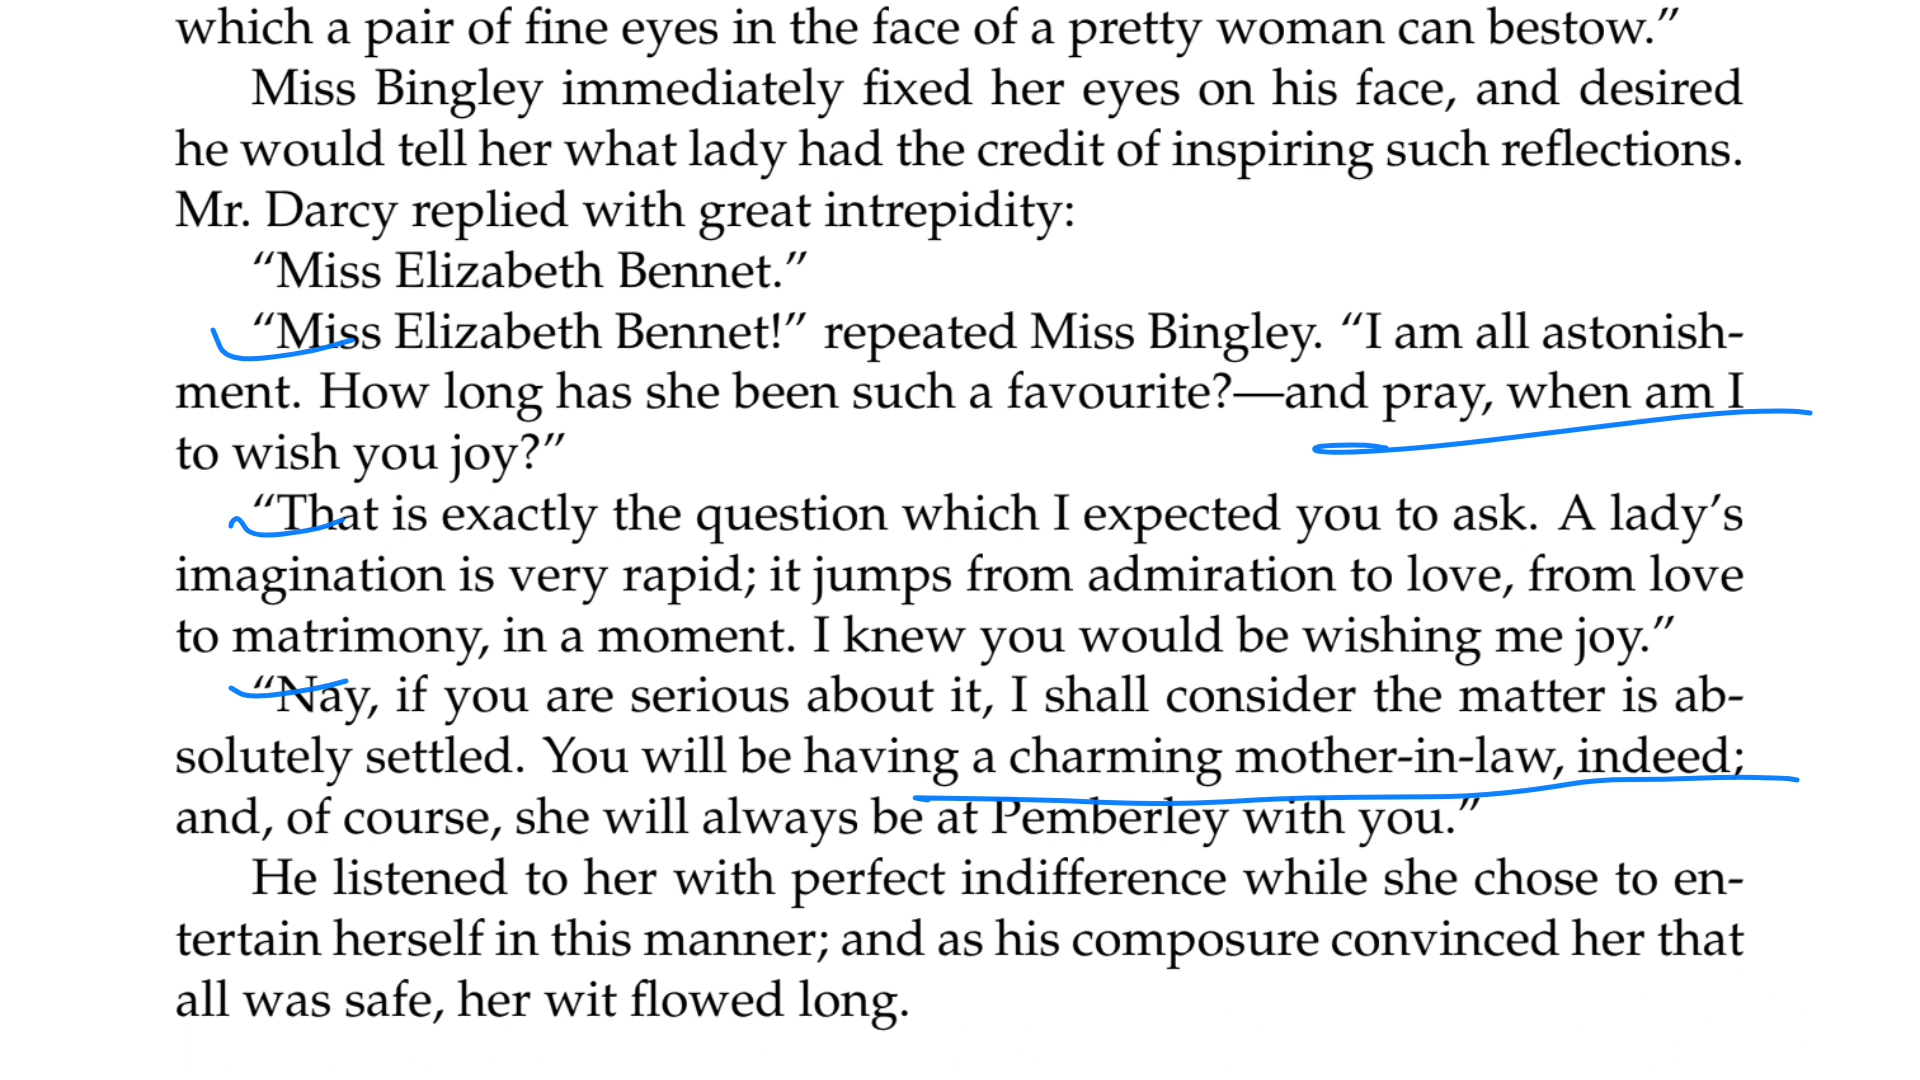 which a pair of fine eyes in the face of a pretty woman can bestow.”
Miss Bingley immediately fixed her eyes on his face, and desired
he would tell her what lady had the credit of inspiring such reflections.
Mr. Darcy replied with great intrepidity:
“Miss Elizabeth Bennet.”
“Miss Elizabeth Bennet!” repeated Miss Bingley. “I am all astonish-
ment. How long has she been such a favourite?—and pray, when am I
to wish you joy?”
“That is exactly the question which I expected you to ask. A lady’s
imagination is very rapid; it jumps from admiration to love, from love
to matrimony, in a moment. I knew you would be wishing me joy.”
“Nay, if you are serious about it, I shall consider the matter is ab-
solutely settled. You will be having a charming mother-in-law, indeed;
and, of course, she will always be at Pemberley with you.”
He listened to her with perfect indifference while she chose to en-
tertain herself in this manner; and as his composure convinced her that
all was safe, her wit flowed long.